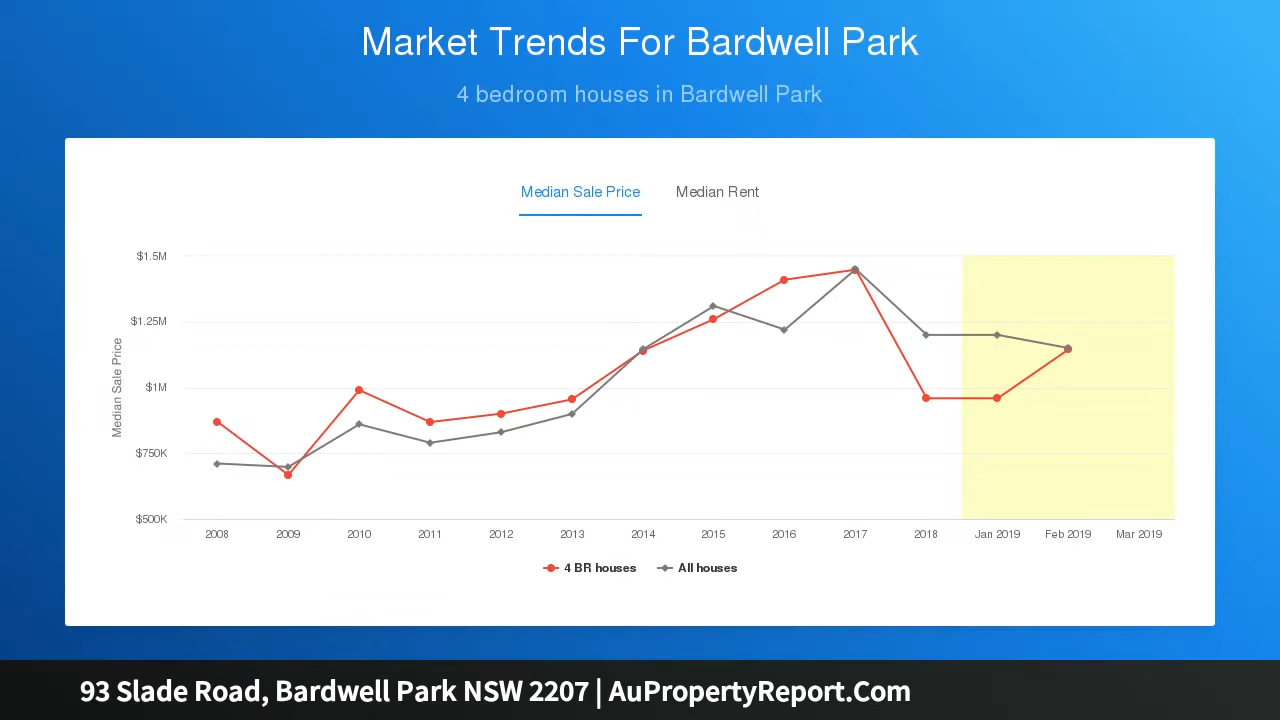 Market Trends For Bardwell Park
4 bedroom houses in Bardwell Park
Median Sale Price Median Rent
$1.5M
$1.25M
$1M
$750K
$500K
Median Sale Price
2008 2009 2010 2011 2012 2013 2014 2015 2016 2017 2018 Jan 2019 Feb 2019 Mar 2019
4 BR houses All houses
93 Slade Road, Bardwell Park NSW 2207 | AuPropertyReport.Com